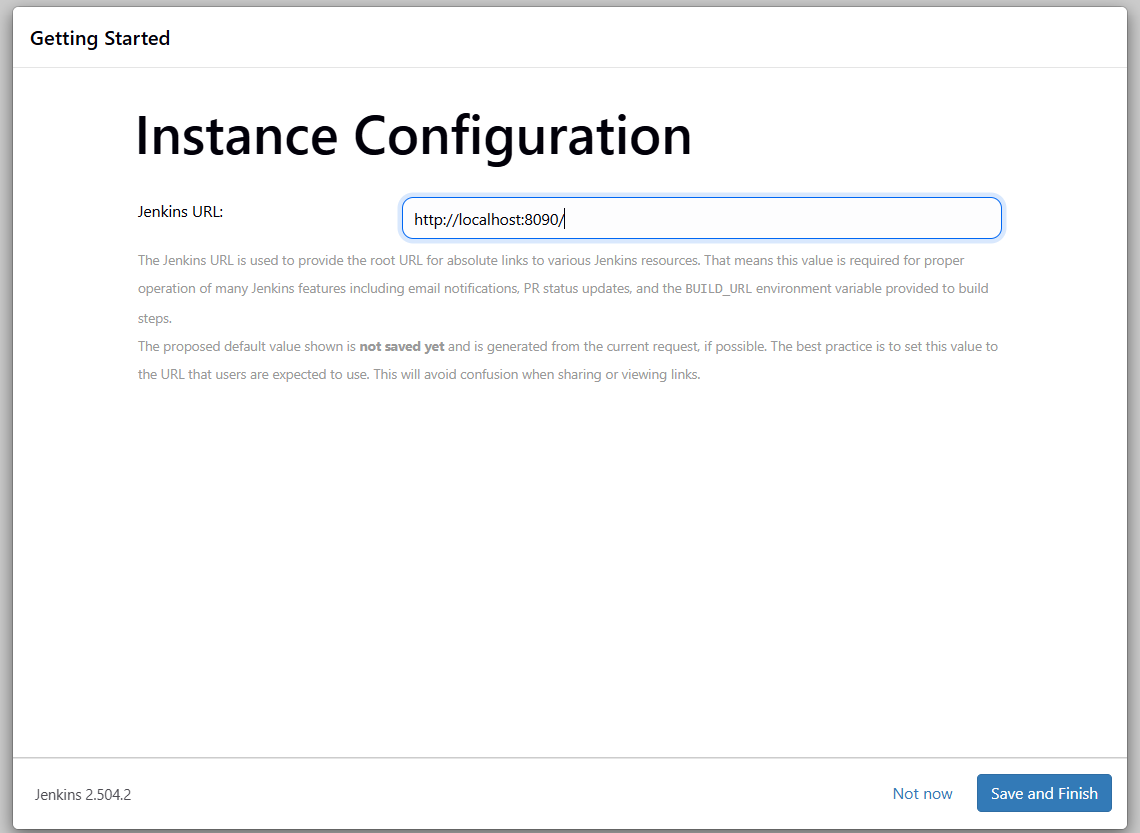 Getting Started
Instance Configuration
Jenkins URL:
http://localhost:8090/
The Jenkins URL is used to provide the root URL for absolute links to various Jenkins resources. That means this value is required for proper
operation of many Jenkins features including email notifications, PR status updates, and the BUILD_URL environment variable provided to build
steps.
The proposed default value shown is not saved yet and is generated from the current request, if possible. The best practice is to set this value to
the URL that users are expected to use. This will avoid confusion when sharing or viewing links.
Jenkins 2.504.2
Not now
Save and Finish